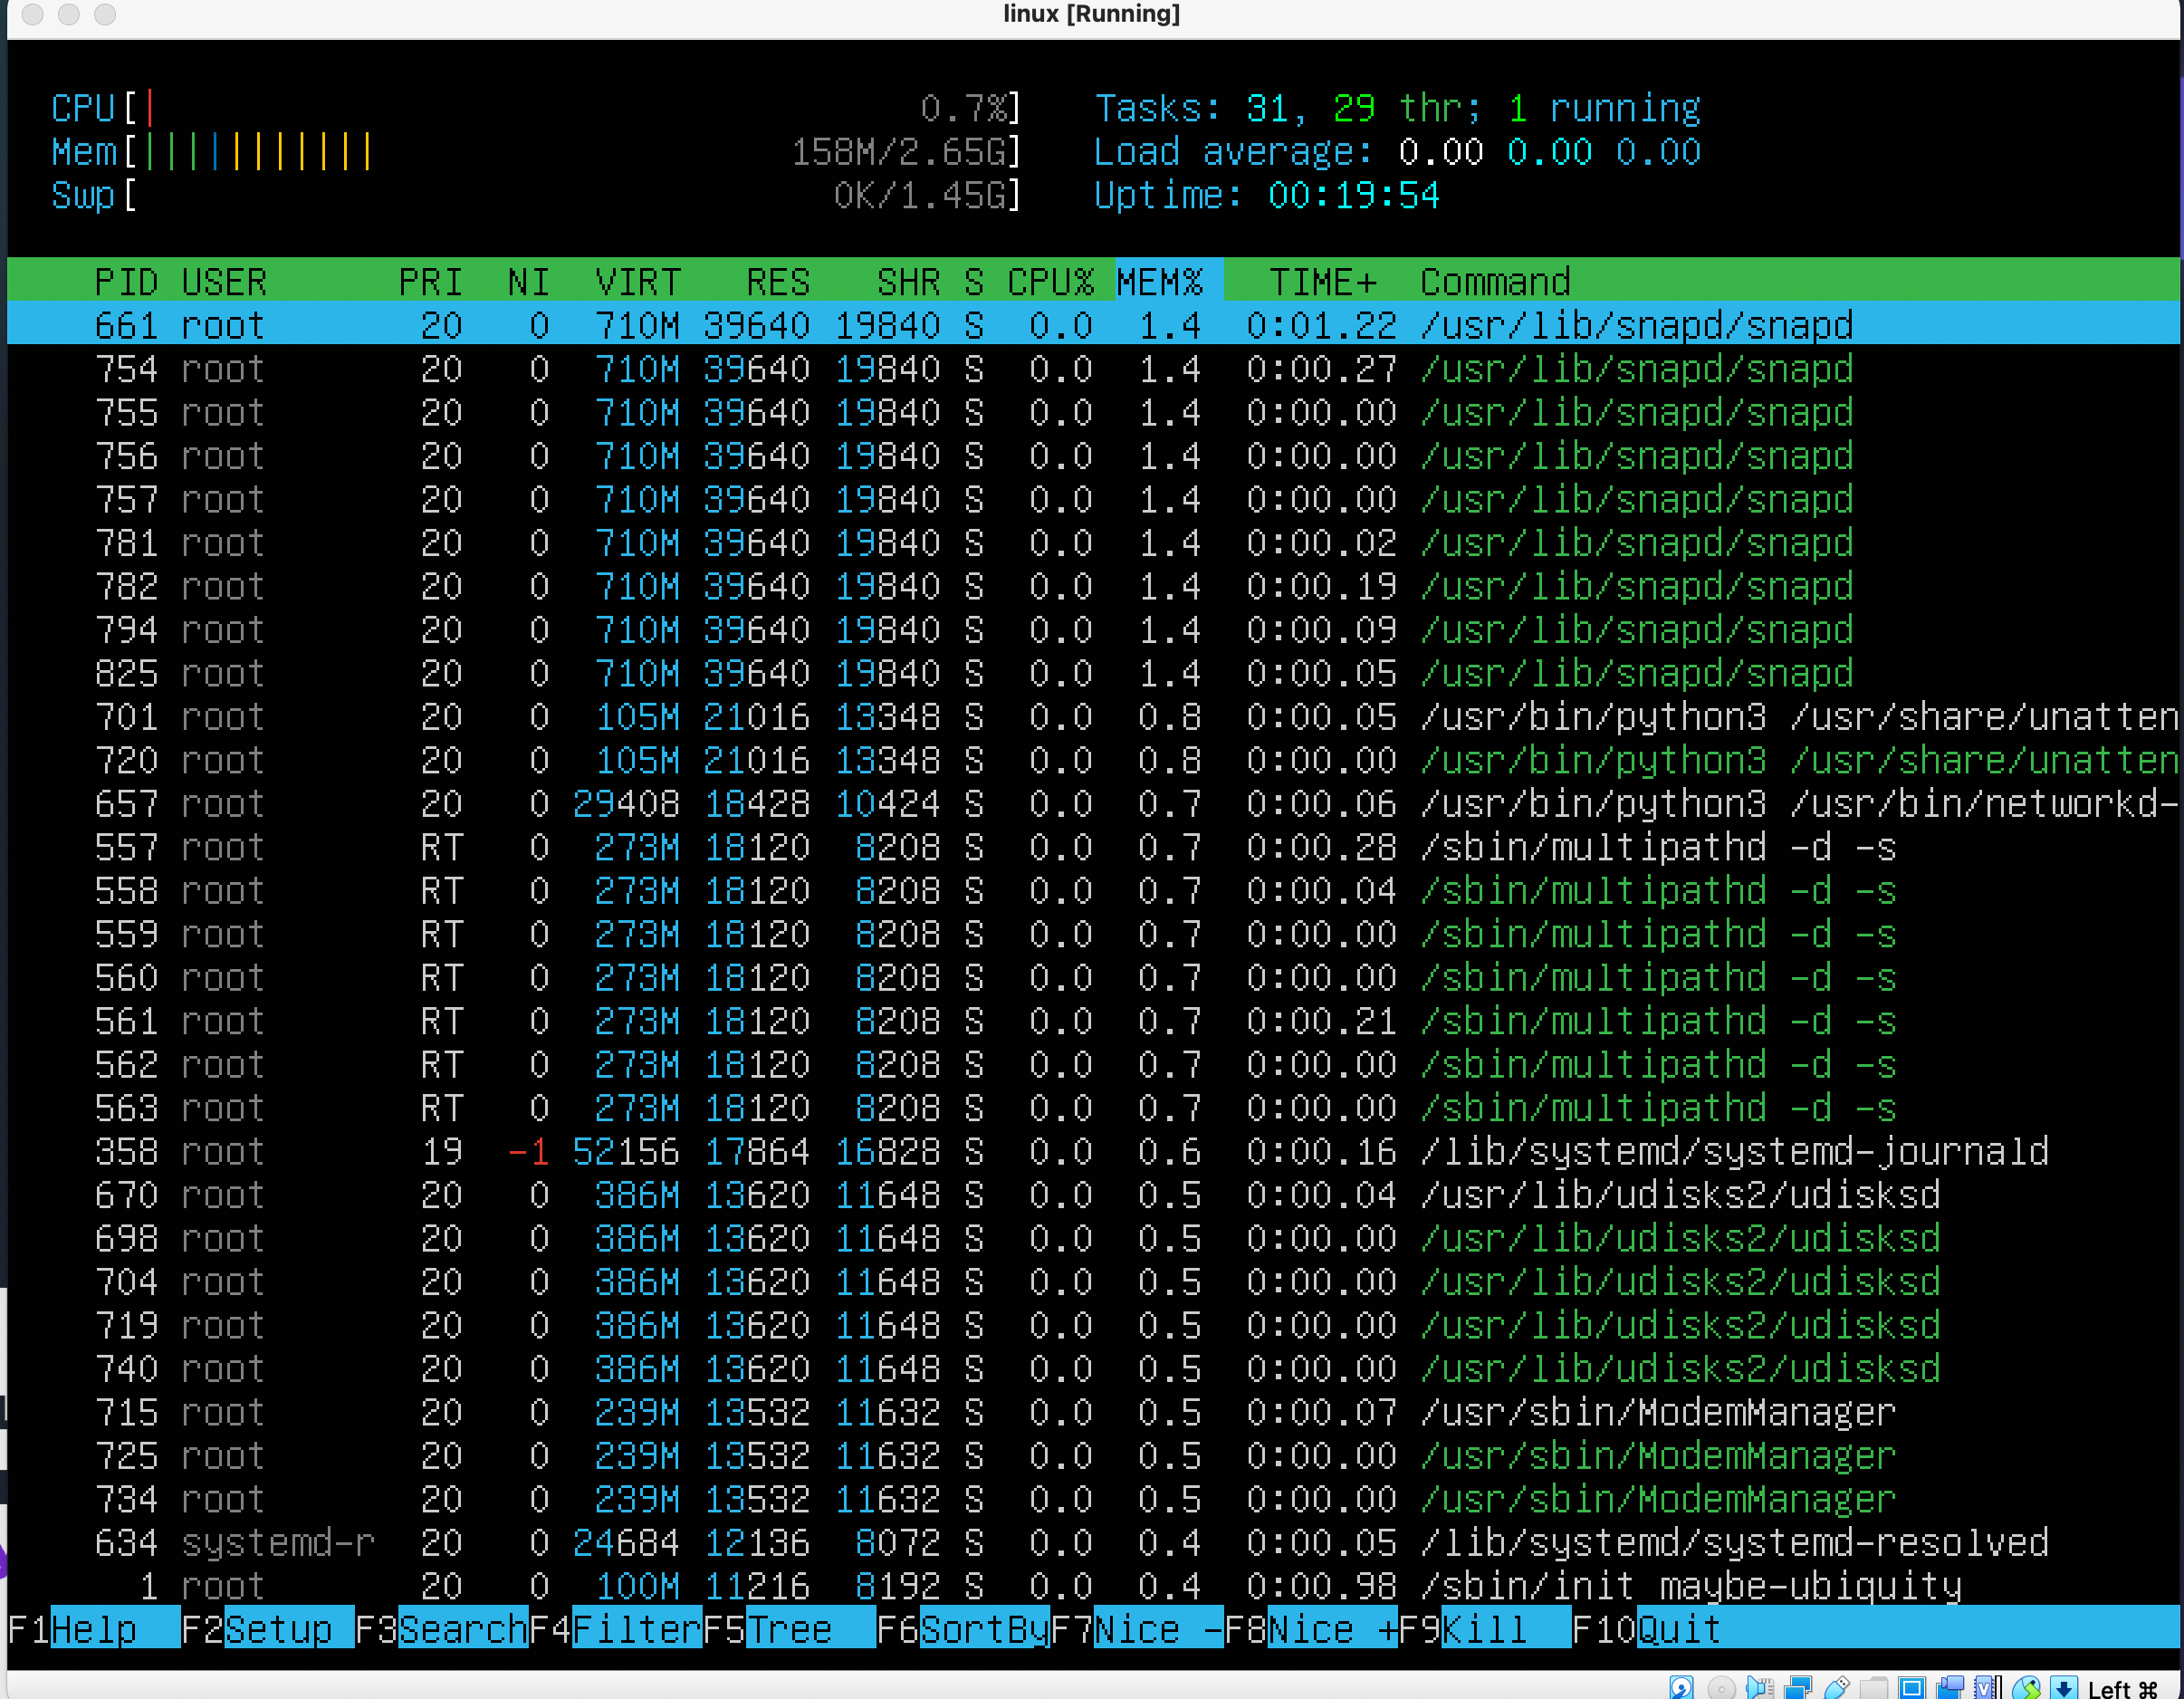 linux [Running]
CPU[| 0.7%] Tasks: 31, 29 thr; 1 running
Mem[||||||||||| 158M/2.65G] Load average: 0.00 0.00 0.00
Swp[ 0K/1.45G] Uptime: 00:19:54
PID USER PRI NI VIRT RES SHR S CPU% MEM% TIME+ Command
661 root 20 0 710M 39640 19840 S 0.0 1.4 0:01.22 /usr/lib/snapd/snapd
754 root 20 0 710M 39640 19840 S 0.0 1.4 0:00.27 /usr/lib/snapd/snapd
755 root 20 0 710M 39640 19840 S 0.0 1.4 0:00.00 /usr/lib/snapd/snapd
756 root 20 0 710M 39640 19840 S 0.0 1.4 0:00.00 /usr/lib/snapd/snapd
757 root 20 0 710M 39640 19840 S 0.0 1.4 0:00.00 /usr/lib/snapd/snapd
781 root 20 0 710M 39640 19840 S 0.0 1.4 0:00.02 /usr/lib/snapd/snapd
782 root 20 0 710M 39640 19840 S 0.0 1.4 0:00.19 /usr/lib/snapd/snapd
794 root 20 0 710M 39640 19840 S 0.0 1.4 0:00.09 /usr/lib/snapd/snapd
825 root 20 0 710M 39640 19840 S 0.0 1.4 0:00.05 /usr/lib/snapd/snapd
701 root 20 0 105M 21016 13348 S 0.0 0.8 0:00.05 /usr/bin/python3 /usr/share/unatten
720 root 20 0 105M 21016 13348 S 0.0 0.8 0:00.00 /usr/bin/python3 /usr/share/unatten
657 root 20 0 29408 18428 10424 S 0.0 0.7 0:00.06 /usr/bin/python3 /usr/bin/networkd-
557 root RT 0 273M 18120 8208 S 0.0 0.7 0:00.28 /sbin/multipathd -d -s
558 root RT 0 273M 18120 8208 S 0.0 0.7 0:00.04 /sbin/multipathd -d -s
559 root RT 0 273M 18120 8208 S 0.0 0.7 0:00.00 /sbin/multipathd -d -s
560 root RT 0 273M 18120 8208 S 0.0 0.7 0:00.00 /sbin/multipathd -d -s
561 root RT 0 273M 18120 8208 S 0.0 0.7 0:00.21 /sbin/multipathd -d -s
562 root RT 0 273M 18120 8208 S 0.0 0.7 0:00.00 /sbin/multipathd -d -s
563 root RT 0 273M 18120 8208 S 0.0 0.7 0:00.00 /sbin/multipathd -d -s
358 root 19 -1 52156 17864 16828 S 0.0 0.6 0:00.16 /lib/systemd/systemd-journald
670 root 20 0 386M 13620 11648 S 0.0 0.5 0:00.04 /usr/lib/udisks2/udisksd
698 root 20 0 386M 13620 11648 S 0.0 0.5 0:00.00 /usr/lib/udisks2/udisksd
704 root 20 0 386M 13620 11648 S 0.0 0.5 0:00.00 /usr/lib/udisks2/udisksd
719 root 20 0 386M 13620 11648 S 0.0 0.5 0:00.00 /usr/lib/udisks2/udisksd
740 root 20 0 386M 13620 11648 S 0.0 0.5 0:00.00 /usr/lib/udisks2/udisksd
715 root 20 0 239M 13532 11632 S 0.0 0.5 0:00.07 /usr/sbin/ModemManager
725 root 20 0 239M 13532 11632 S 0.0 0.5 0:00.00 /usr/sbin/ModemManager
734 root 20 0 239M 13532 11632 S 0.0 0.5 0:00.00 /usr/sbin/ModemManager
634 systemd-r 20 0 24684 12136 8072 S 0.0 0.4 0:00.05 /lib/systemd/systemd-resolved
1 root 20 0 100M 11216 8192 S 0.0 0.4 0:00.98 /sbin/init maybe-ubiquity
F1Help F2Setup F3SearchF4FilterF5Tree F6SortByF7Nice -F8Nice +F9Kill F10Quit
Left ⌘